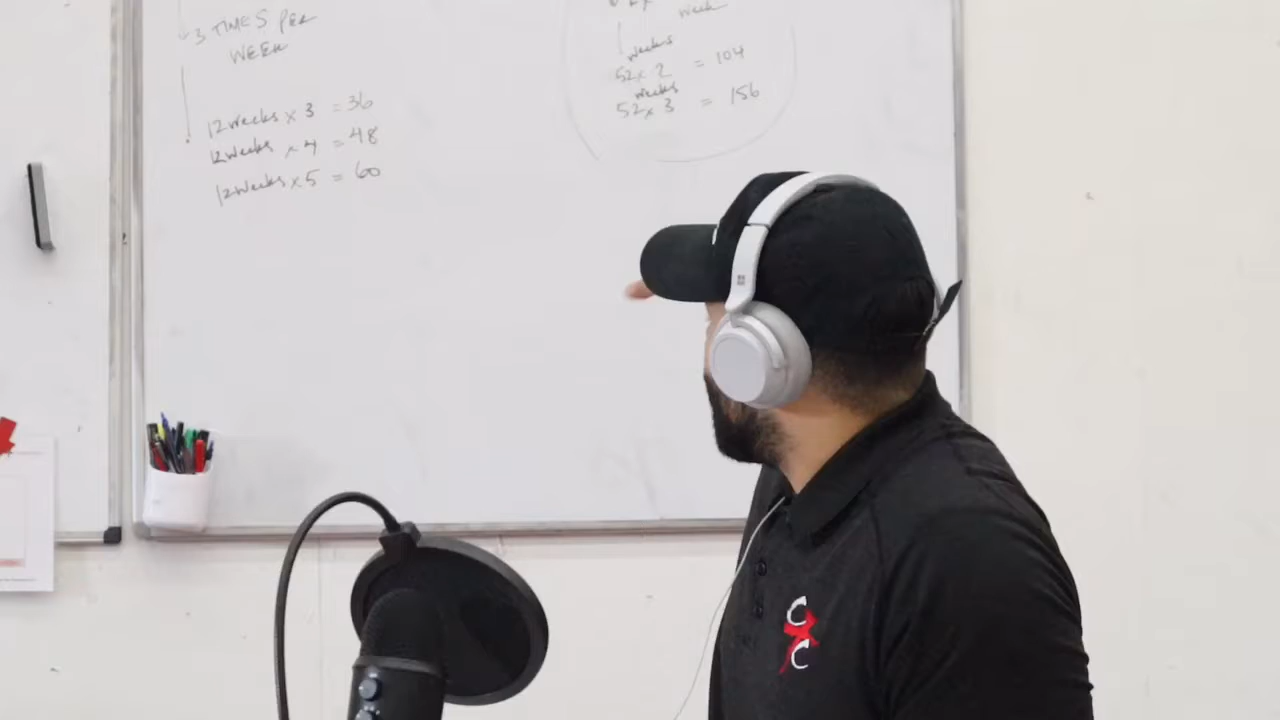 3 TIMES PER
WEEK
12 weeks x 3 = 36
12 weeks x 4 = 48
12 weeks x 5 = 60
week
weeks
52 x 2 = 104
weeks
52 x 3 = 156
C
C